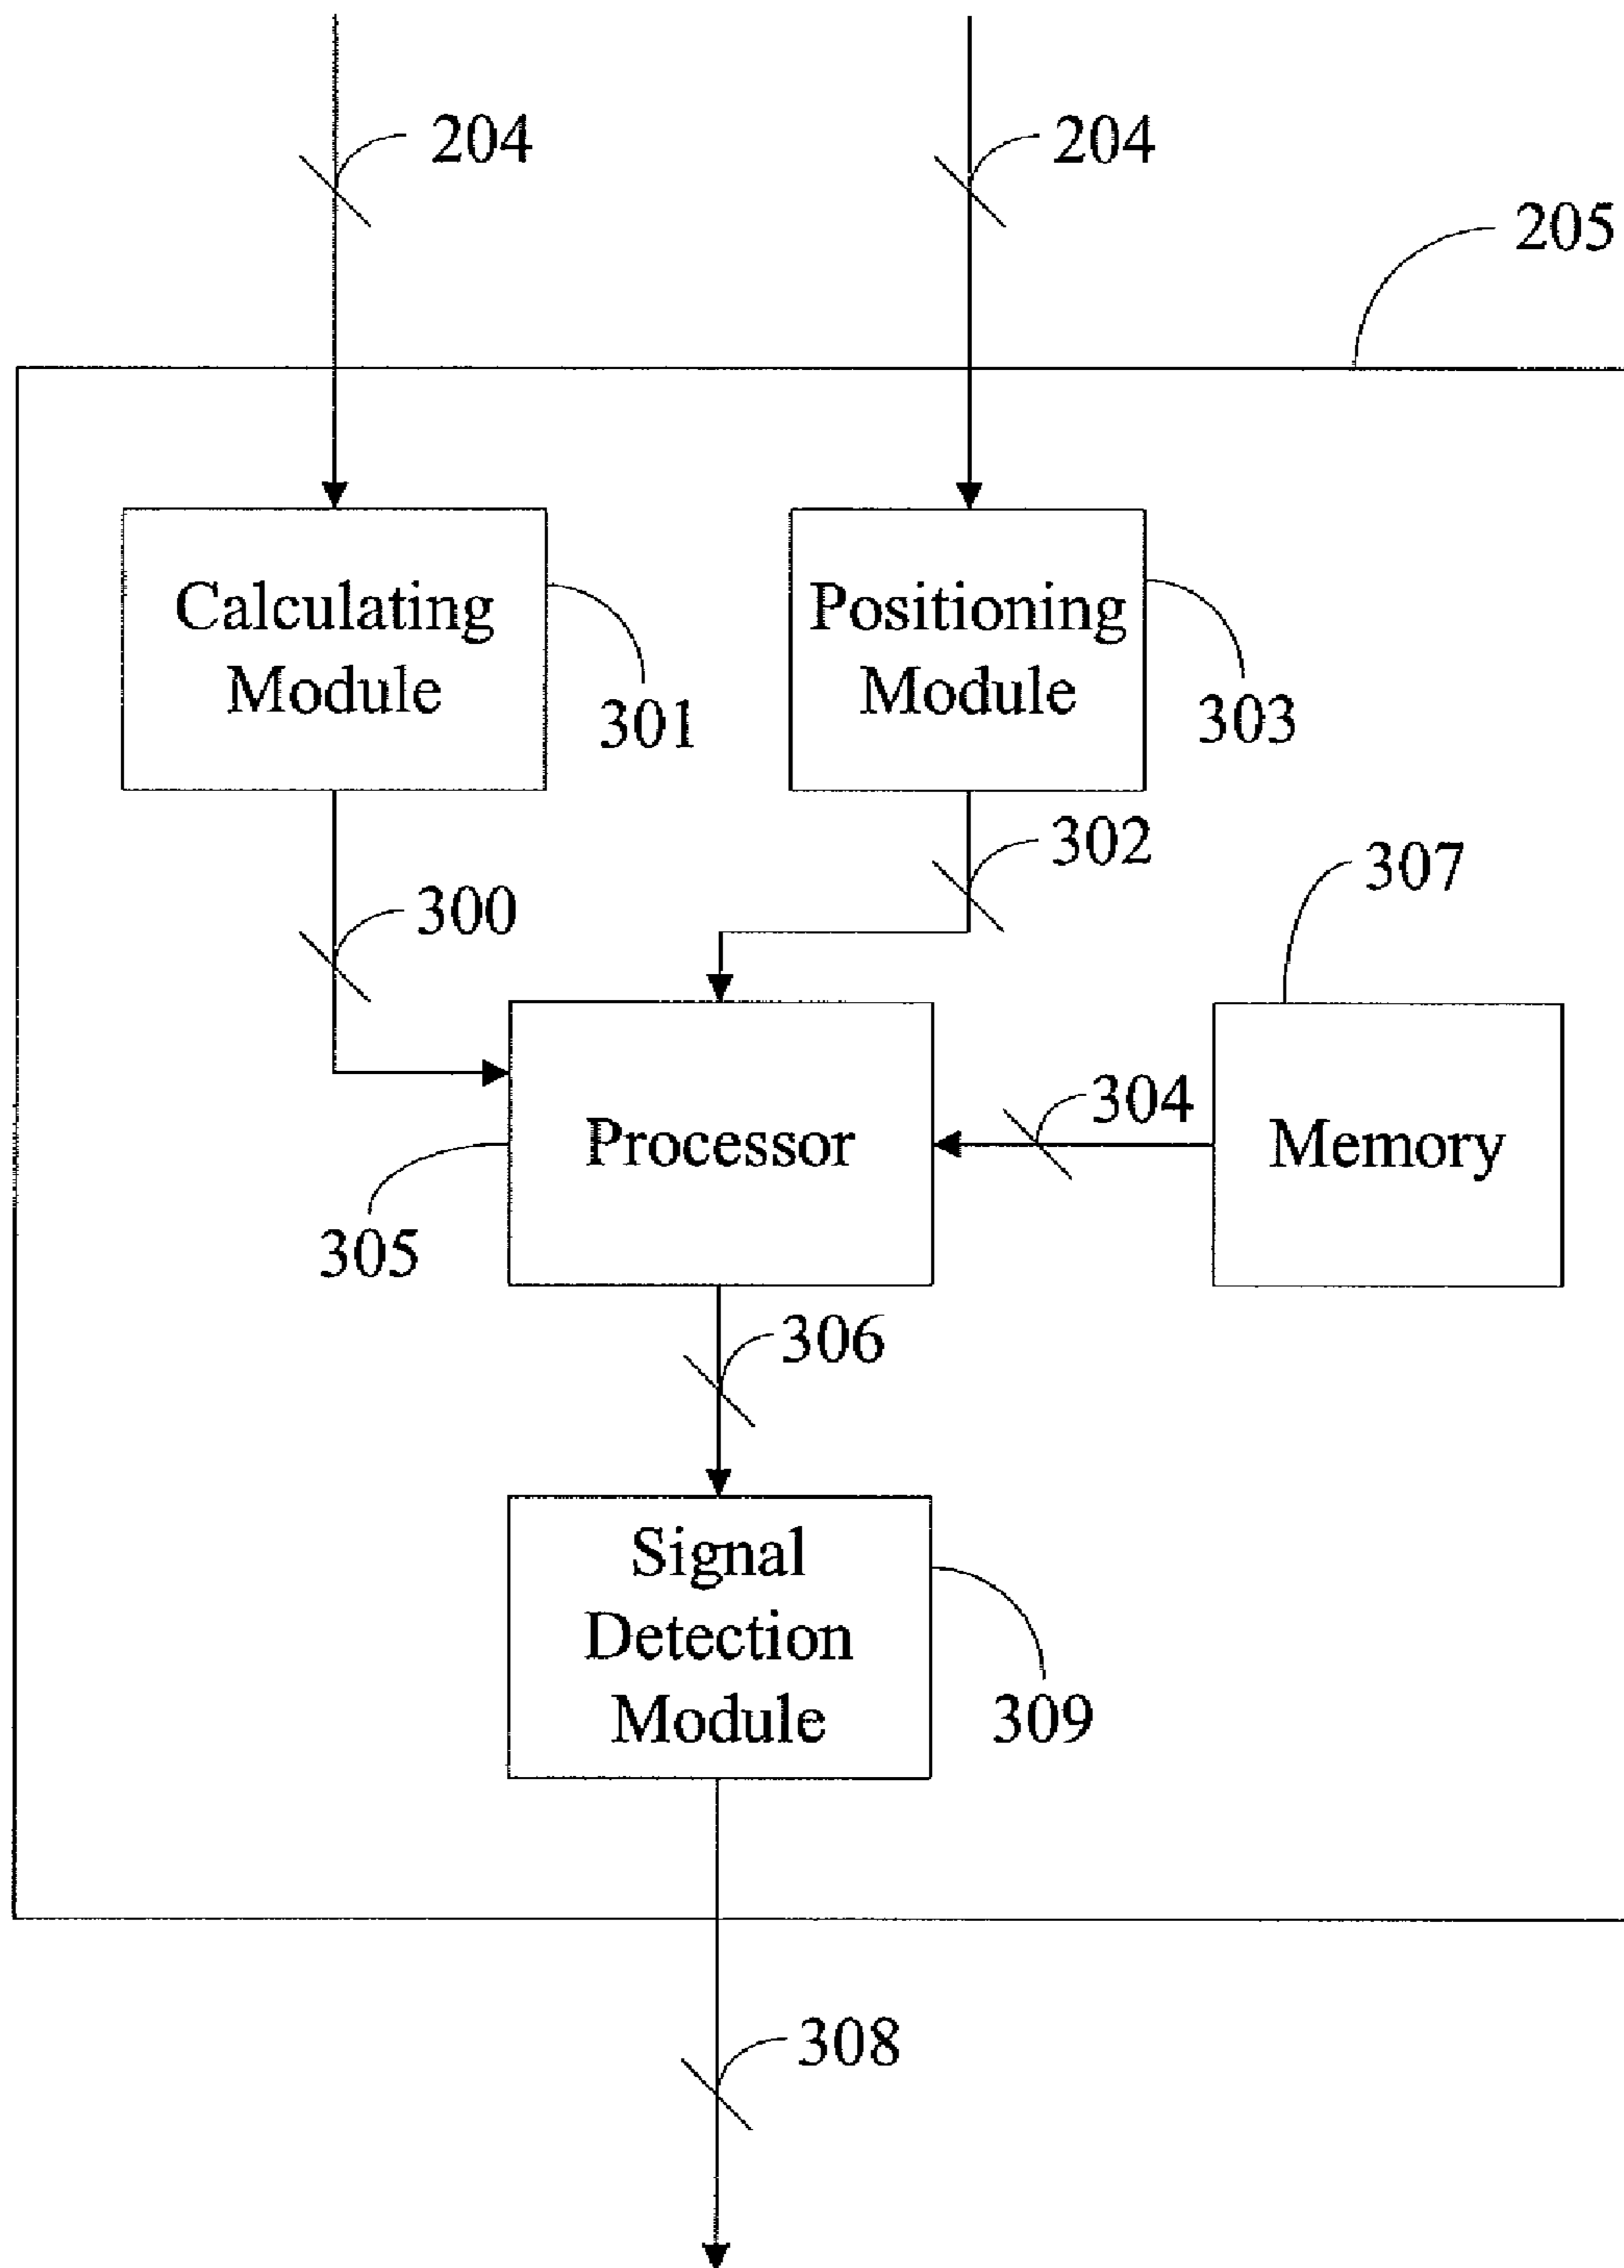 204
204
205
Calculating
Module
301
Positioning
Module
303
302
307
300
304
Processor
Memory
305
306
Signal
Detection
Module
309
308